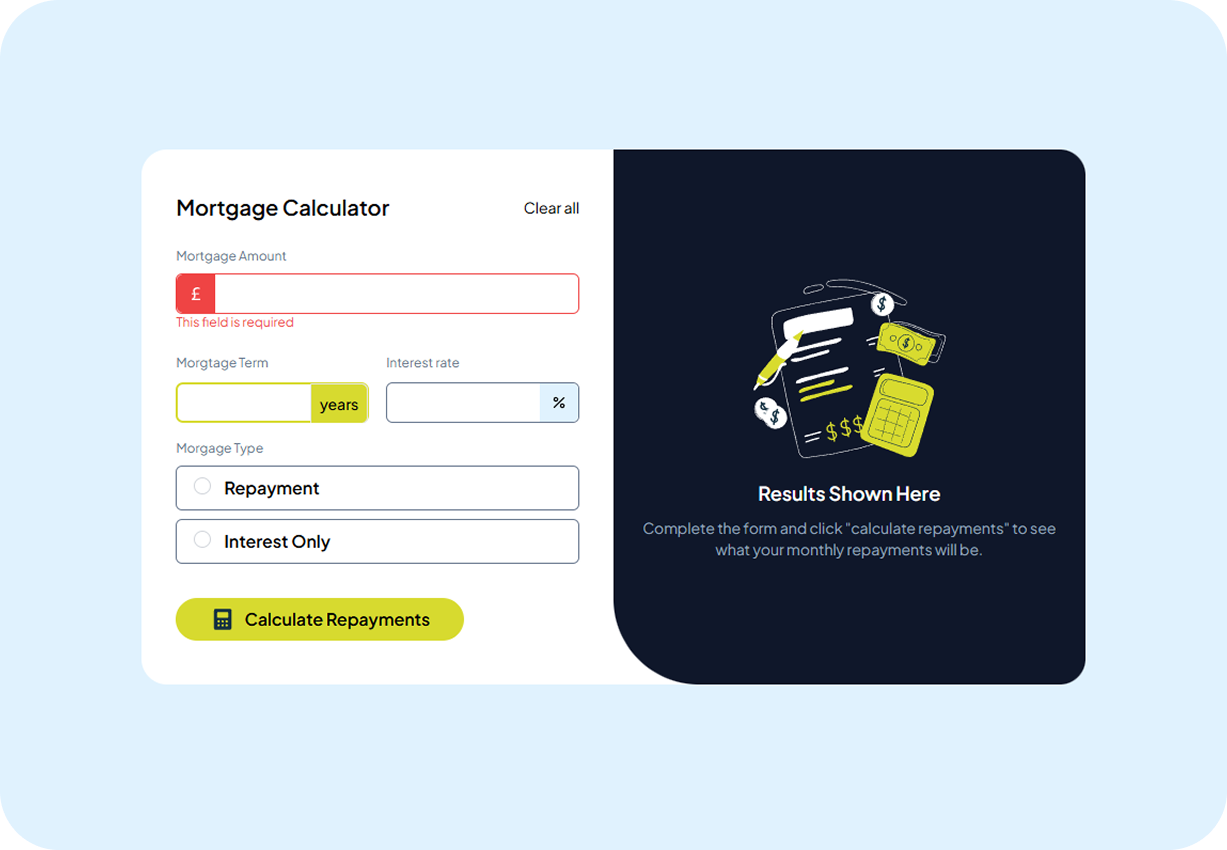 Mortgage Calculator
Clear all
Mortgage Amount
£
This field is required
Morgtage Term
Interest rate
years
%
Morgage Type
Repayment
Interest Only
Calculate Repayments
$
$
¢
$
$$$
Results Shown Here
Complete the form and click "calculate repayments" to see
what your monthly repayments will be.